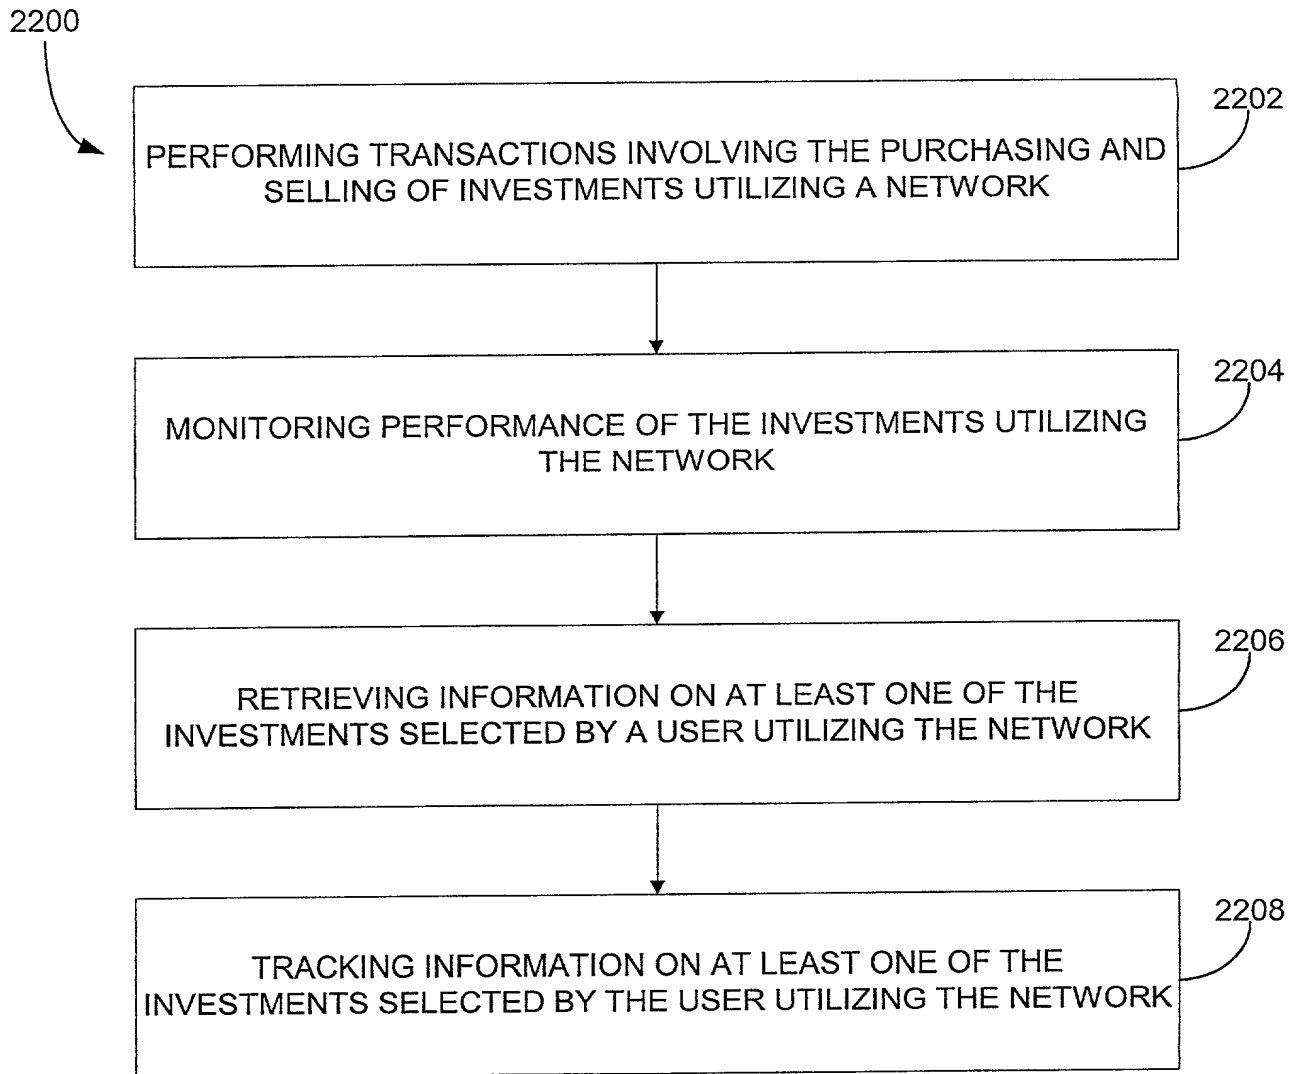 2200
2202
PERFORMING TRANSACTIONS INVOLVING THE PURCHASING AND
SELLING OF INVESTMENTS UTILIZING A NETWORK
2204
MONITORING PERFORMANCE OF THE INVESTMENTS UTILIZING
THE NETWORK
2206
RETRIEVING INFORMATION ON AT LEAST ONE OF THE
INVESTMENTS SELECTED BY A USER UTILIZING THE NETWORK
2208
TRACKING INFORMATION ON AT LEAST ONE OF THE
INVESTMENTS SELECTED BY THE USER UTILIZING THE NETWORK